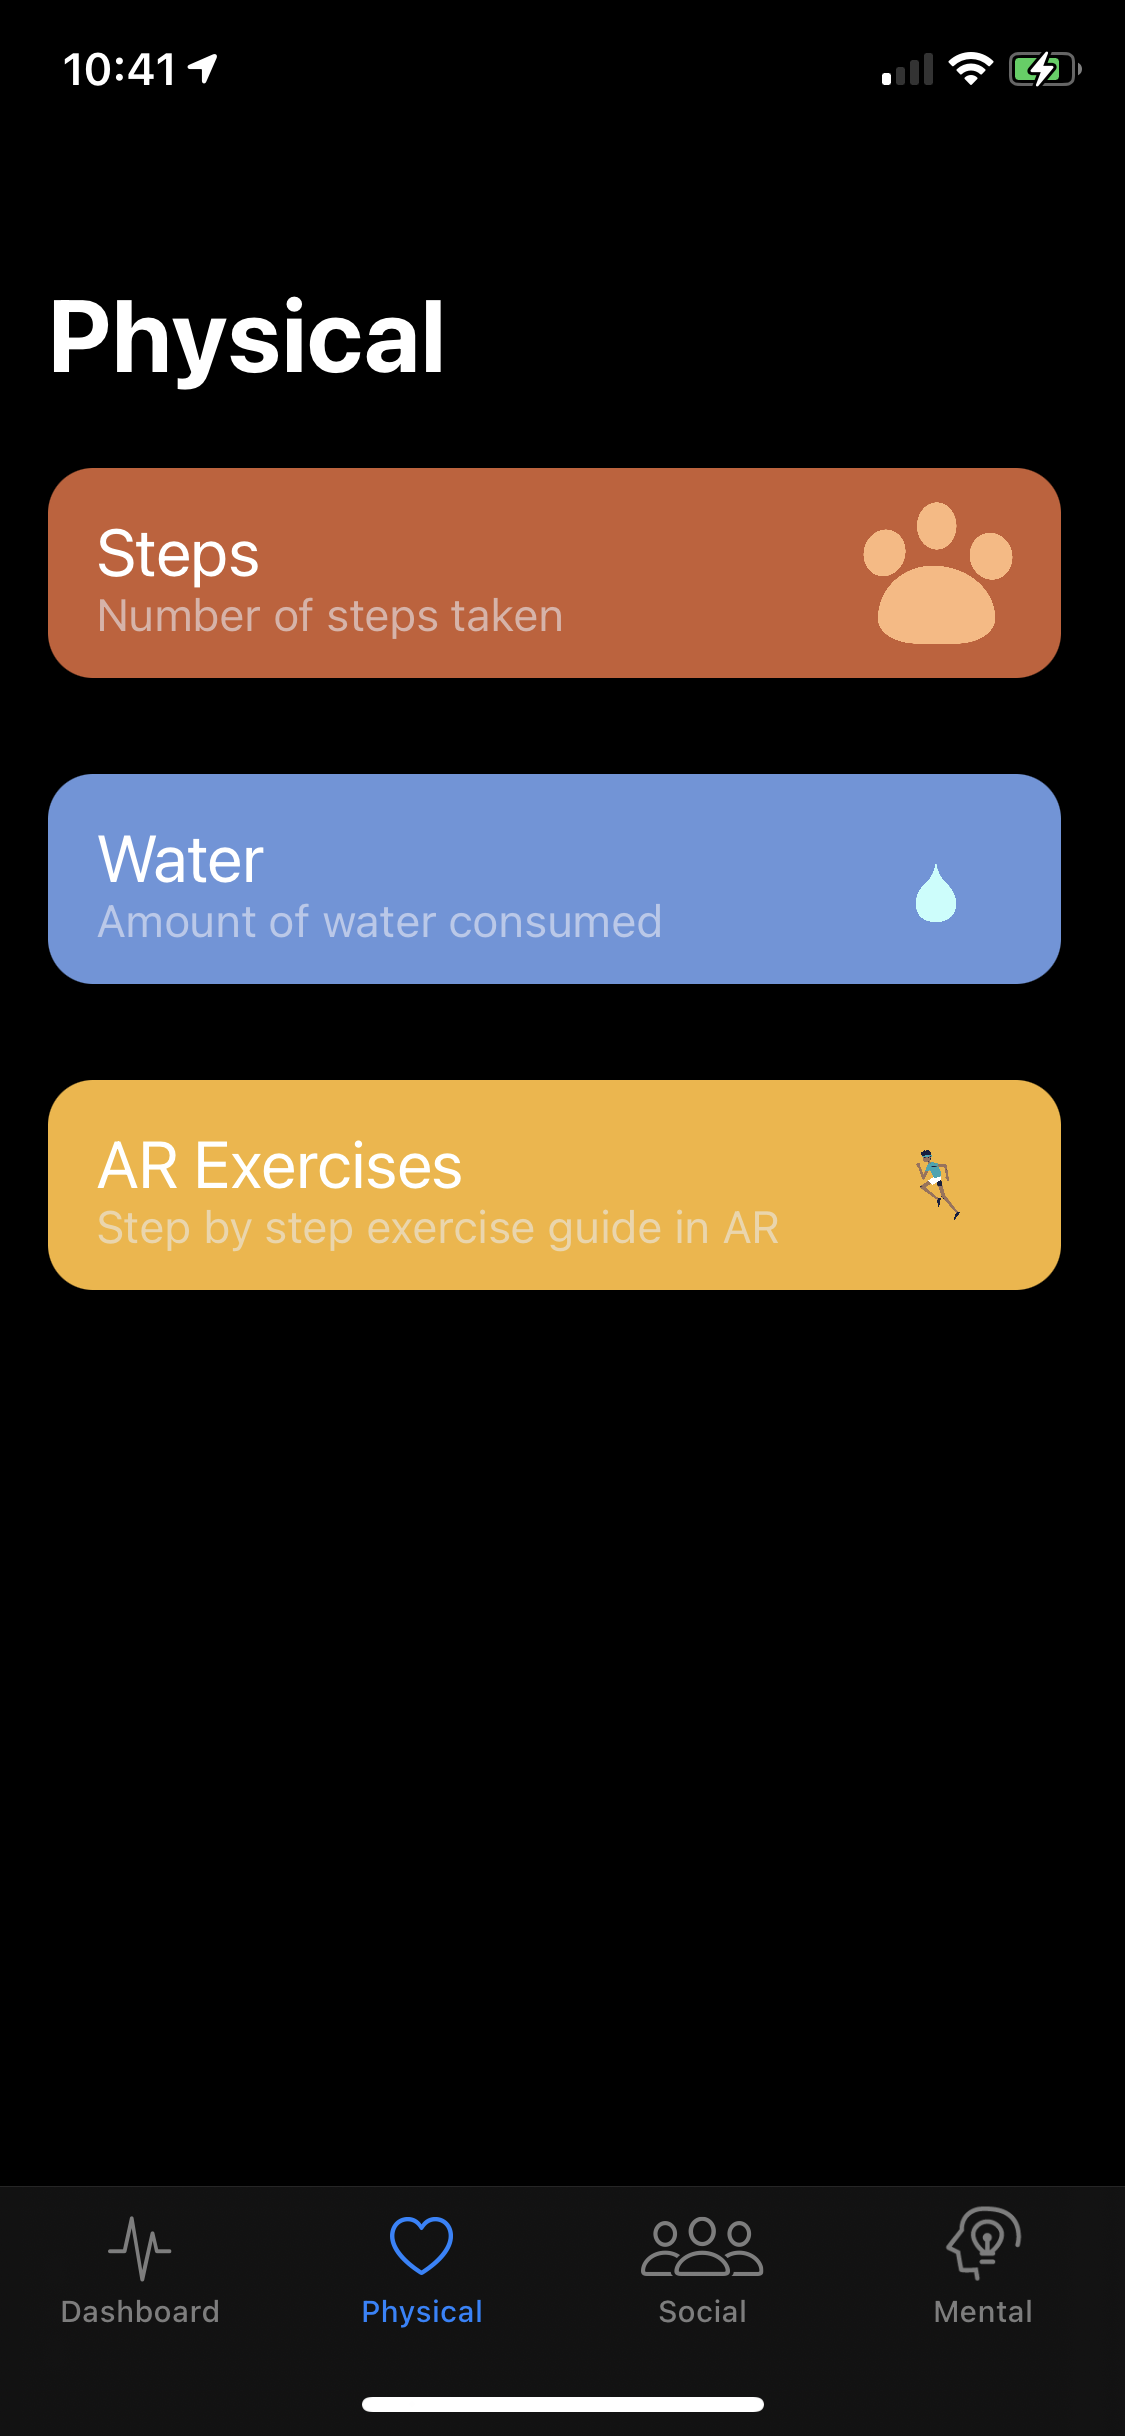 10:41
Physical
Steps
Number of steps taken
Water
Amount of water consumed
AR Exercises
Step by step exercise guide in AR
Dashboard
Physical
Social
Mental